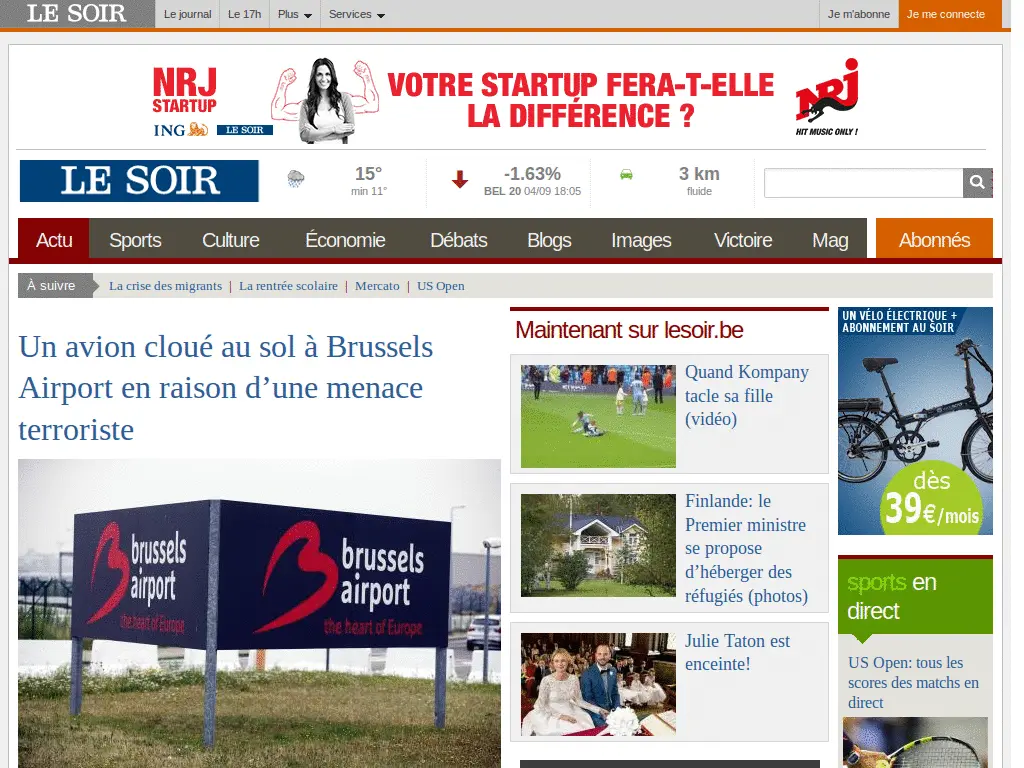 LE SOIR
Le journal
Le 17h
Plus
Services
Je m'abonne
Je me connecte
NRJ
STARTUP
ING
LE SOIR
VOTRE STARTUP FERA-T-ELLE
LA DIFFÉRENCE ?
NRJ
HIT MUSIC ONLY !
LE SOIR
15°
min 11°
-1.63%
BEL 20 04/09 18:05
3 km
fluide
Actu
Sports
Culture
Économie
Débats
Blogs
Images
Victoire
Mag
Abonnés
À suivre
La crise des migrants | La rentrée scolaire | Mercato | US Open
Un avion cloué au sol à Brussels
Airport en raison d’une menace
terroriste
brussels
airport
the heart of Europe
brussels
airport
the heart of Europe
Maintenant sur lesoir.be
Quand Kompany
tacle sa fille
(vidéo)
Finlande: le
Premier ministre
se propose
d’héberger des
réfugiés (photos)
Julie Taton est
enceinte!
UN VÉLO ÉLECTRIQUE +
ABONNEMENT AU SOIR
dès
39€/mois
sports en
direct
US Open: tous les
scores des matchs en
direct